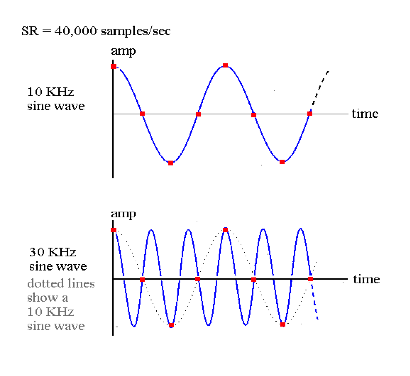 SR = 40,000 samples/sec
amp
10 KHz
sine wave
time
amp
30 KHz
sine wave
time
dotted lines
show a
10 KHz
sine wave